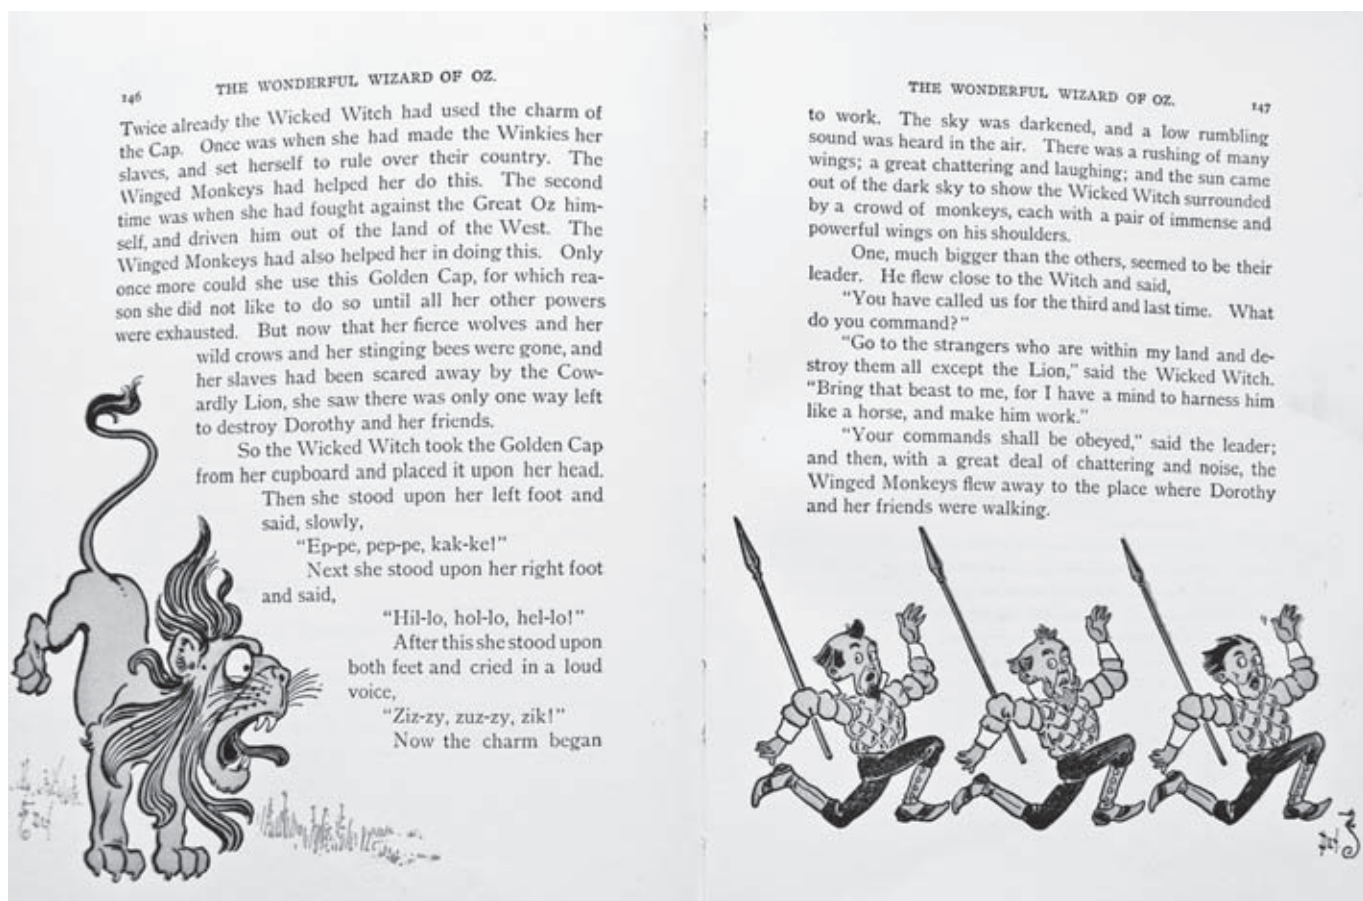 146
THE WONDERFUL WIZARD OF OZ.
Twice already the Wicked Witch had used the charm of
the Cap. Once was when she had made the Winkies her
slaves, and set herself to rule over their country. The
Winged Monkeys had helped her do this. The second
time was when she had fought against the Great Oz him-
self, and driven him out of the land of the West. The
Winged Monkeys had also helped her in doing this. Only
once more could she use this Golden Cap, for which rea-
son she did not like to do so until all her other powers
were exhausted. But now that her fierce wolves and her
wild crows and her stinging bees were gone, and
her slaves had been scared away by the Cow-
ardly Lion, she saw there was only one way left
to destroy Dorothy and her friends.
So the Wicked Witch took the Golden Cap
from her cupboard and placed it upon her head.
Then she stood upon her left foot and
said, slowly,
"Ep-pe, pep-pe, kak-ke!"
Next she stood upon her right foot
and said,
"Hil-lo, hol-lo, hel-lo!"
After this she stood upon
both feet and cried in a loud
voice,
"Ziz-zy, zuz-zy, zik!"
Now the charm began
THE WONDERFUL WIZARD OF OZ.
147
to work. The sky was darkened, and a low rumbling
sound was heard in the air. There was a rushing of many
wings; a great chattering and laughing; and the sun came
out of the dark sky to show the Wicked Witch surrounded
by a crowd of monkeys, each with a pair of immense and
powerful wings on his shoulders.
One, much bigger than the others, seemed to be their
leader. He flew close to the Witch and said,
"You have called us for the third and last time. What
do you command?"
"Go to the strangers who are within my land and de-
stroy them all except the Lion," said the Wicked Witch.
"Bring that beast to me, for I have a mind to harness him
like a horse, and make him work."
"Your commands shall be obeyed," said the leader;
and then, with a great deal of chattering and noise, the
Winged Monkeys flew away to the place where Dorothy
and her friends were walking.